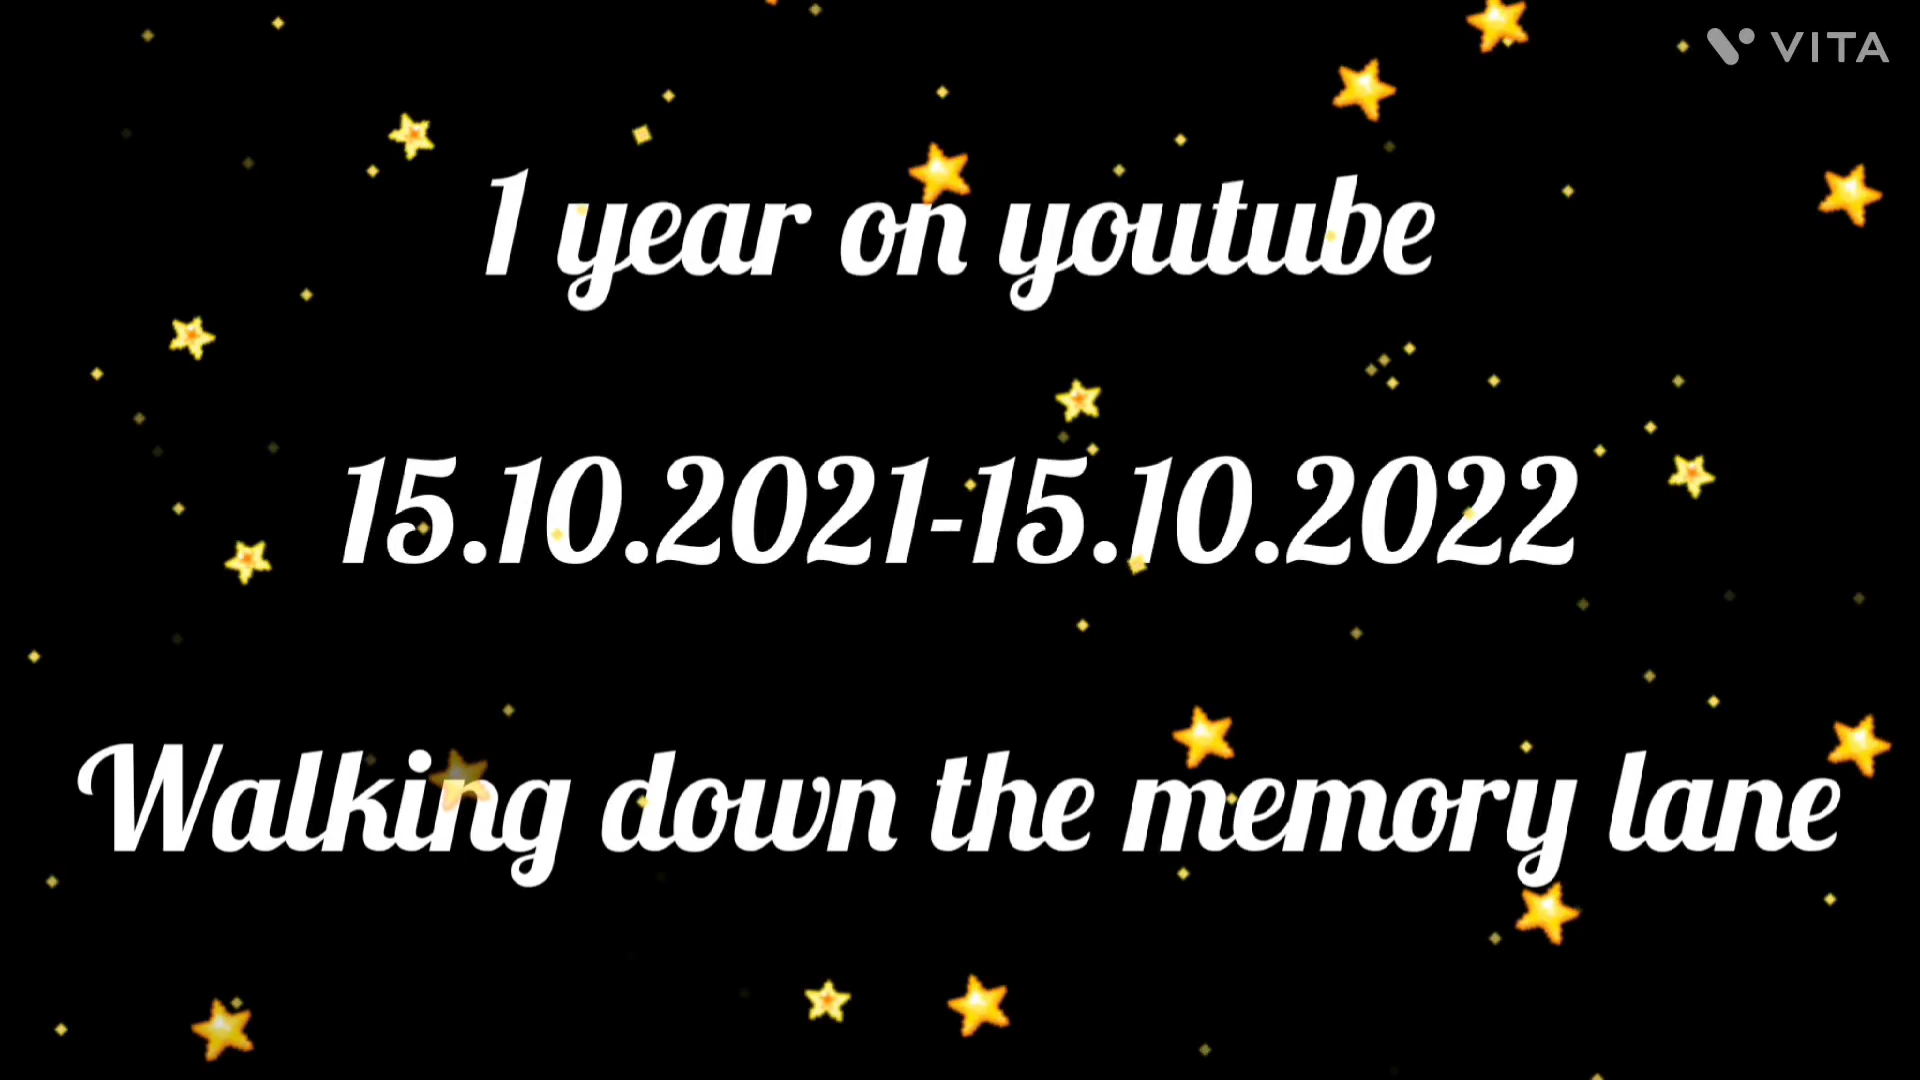 VITA
1 year on youtube
15.10.2021-15.10.2022
Walking down the memory lane